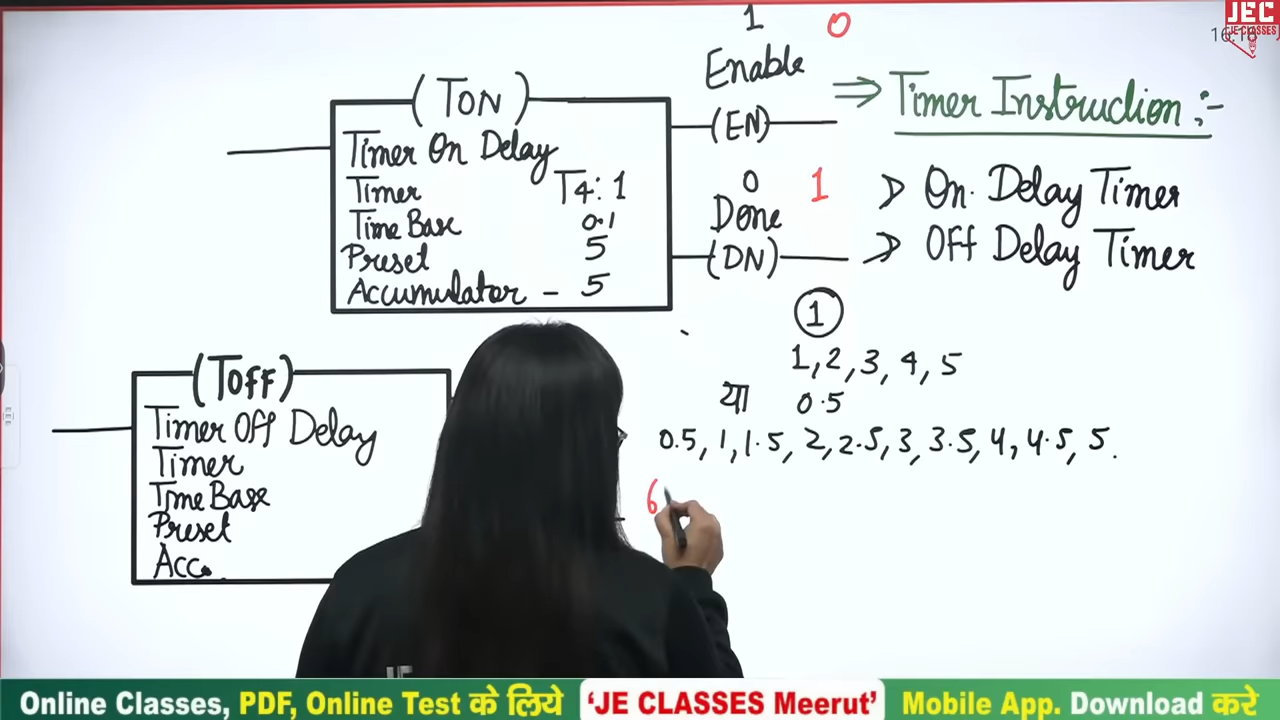 JEC
JE CLASSES
1 0
Enable
(EN)
⇒ Timer Instruction :-
(TON)
Timer On Delay
Timer T4:1
Time Base 0.1
Preset 5
Accumulator - 5
0 1
Done
(DN)
> On Delay Timer
> Off Delay Timer
1
1, 2, 3, 4, 5
या 0.5
0.5, 1, 1.5, 2, 2.5, 3, 3.5, 4, 4.5, 5.
6
(TOFF)
Timer Off Delay
Timer
Time Base
Preset
Acc.
Online Classes, PDF, Online Test के लिये 'JE CLASSES Meerut' Mobile App. Download करे